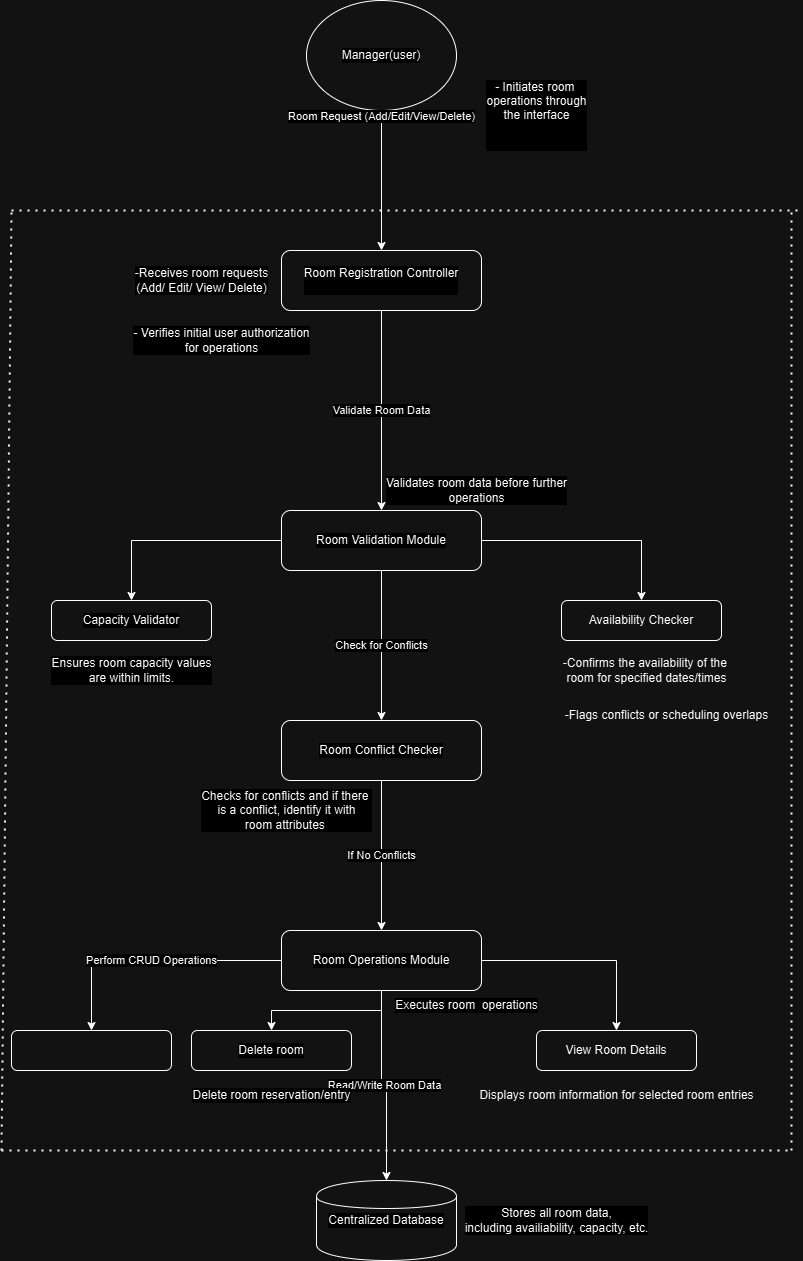 Manager(user)
- Initiates room
operations through
the interface
Room Request (Add/Edit/View/Delete)
Room Registration Controller
-Receives room requests
(Add/ Edit/ View/ Delete)
- Verifies initial user authorization
for operations
Validate Room Data
Validates room data before further
operations
Room Validation Module
Capacity Validator
Availability Checker
Ensures room capacity values
are within limits.
Check for Conflicts
-Confirms the availability of the
room for specified dates/times
-Flags conflicts or scheduling overlaps
Room Conflict Checker
Checks for conflicts and if there
is a conflict, identify it with
room attributes
If No Conflicts
Perform CRUD Operations
Room Operations Module
Executes room operations
Delete room
View Room Details
Read/Write Room Data
Delete room reservation/entry
Displays room information for selected room entries
Centralized Database
Stores all room data,
including availiability, capacity, etc.